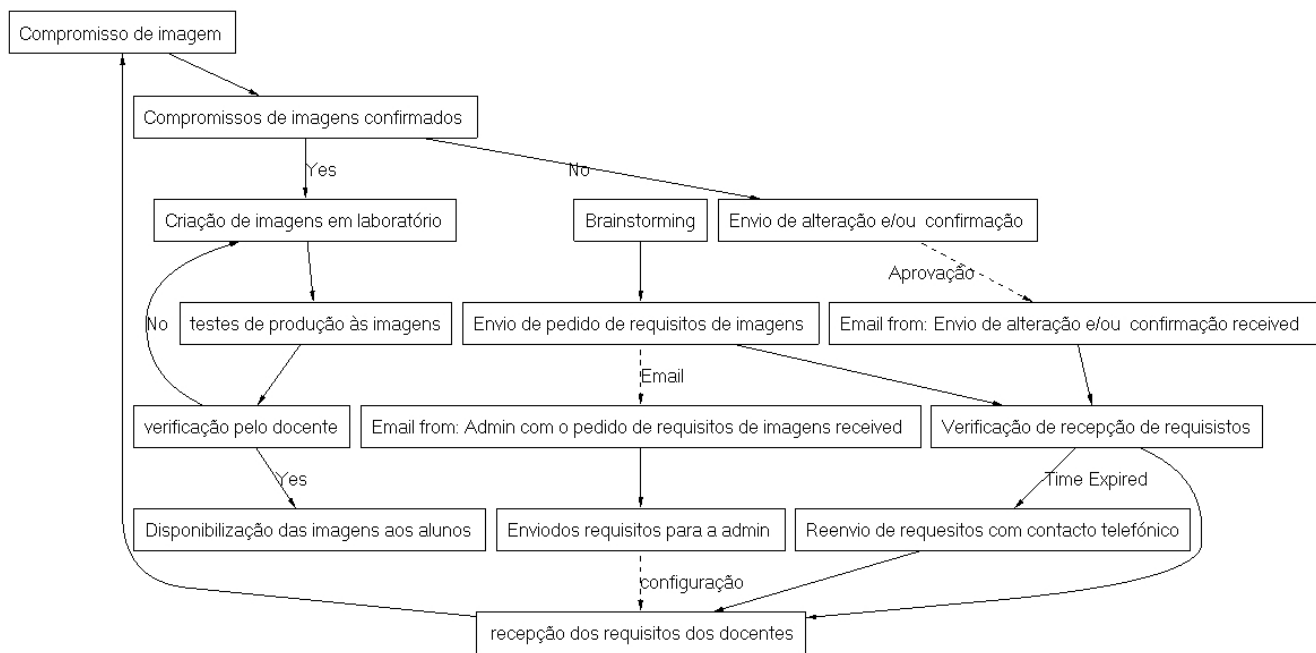 Compromisso de imagem
Compromissos de imagens confirmados
Yes
No
Criação de imagens em laboratório
Brainstorming
Envio de alteração e/ou confirmação
Aprovação
No
testes de produção às imagens
Envio de pedido de requisitos de imagens
Email from: Envio de alteração e/ou confirmação received
Email
verificação pelo docente
Email from: Admin com o pedido de requisitos de imagens received
Verificação de recepção de requisistos
Yes
Time Expired
Disponibilização das imagens aos alunos
Enviodos requisitos para a admin
Reenvio de requesitos com contacto telefónico
configuração
recepção dos requisitos dos docentes